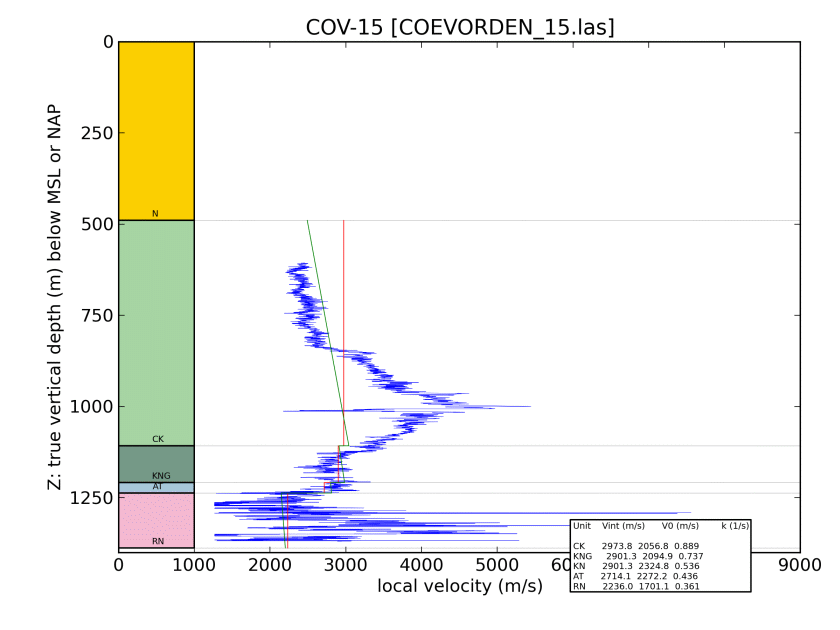 COV-15 [COEVORDEN_15.las]
Z: true vertical depth (m) below MSL or NAP
0
250
500
750
1000
1250
N
CK
KNG
AT
RN
Unit Vint (m/s) V0 (m/s) k (1/s)
CK 2973.8 2056.8 0.889
KNG 2901.3 2094.9 0.737
KN 2901.3 2324.8 0.536
AT 2714.1 2272.2 0.436
RN 2236.0 1701.1 0.361
0 1000 2000 3000 4000 5000 9000
local velocity (m/s)